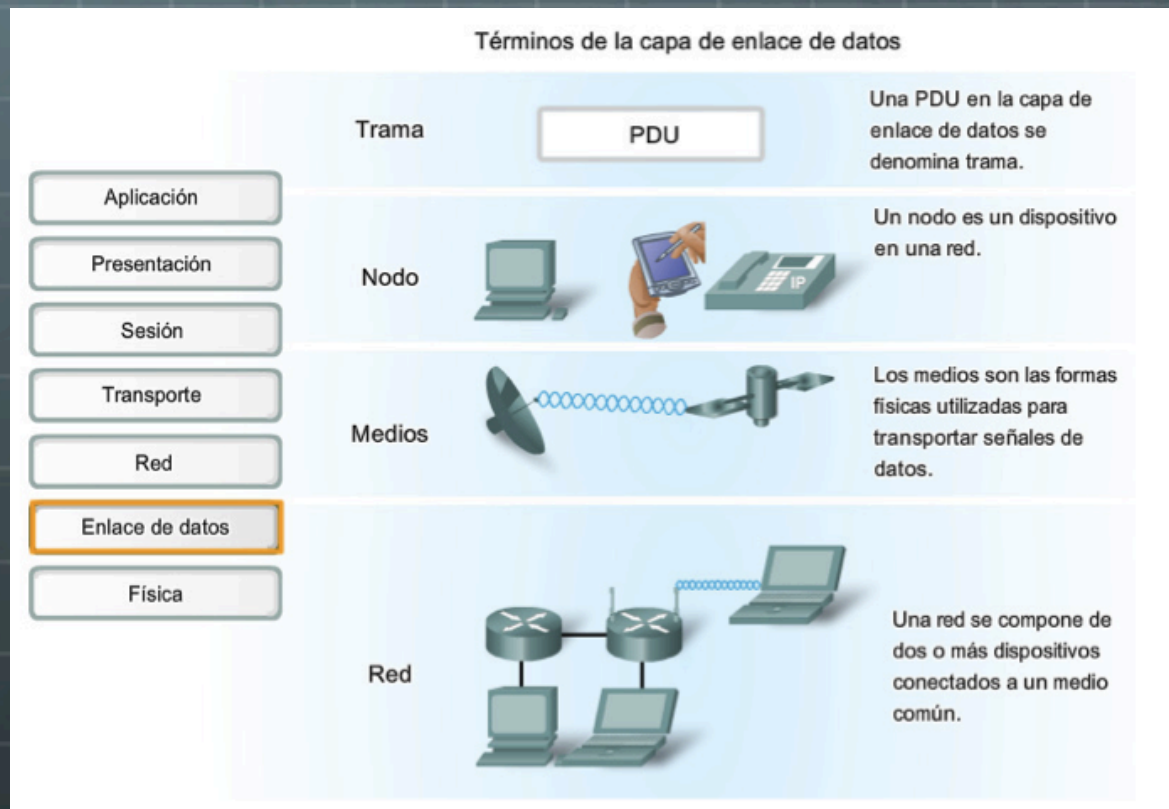 Términos de la capa de enlace de datos
Aplicación
Presentación
Sesión
Transporte
Red
Enlace de datos
Física
Trama
PDU
Una PDU en la capa de
enlace de datos se
denomina trama.
Nodo
IP
Un nodo es un dispositivo
en una red.
Medios
Los medios son las formas
físicas utilizadas para
transportar señales de
datos.
Red
Una red se compone de
dos o más dispositivos
conectados a un medio
común.